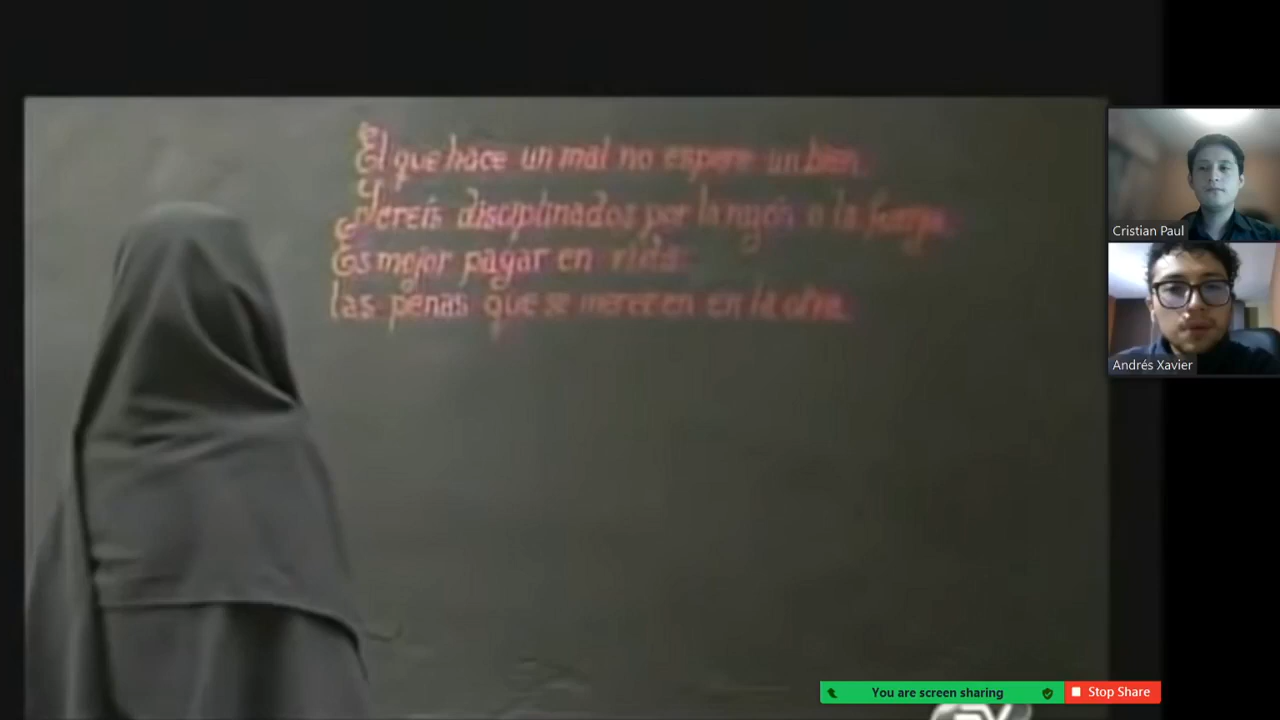 El que hace un mal no espere un bien.
Sereis disciplinados por la razón o la fuerza.
Es mejor pagar en vida
las penas que se merecen en la otra.
Cristian Paul
Andrés Xavier
You are screen sharing
Stop Share